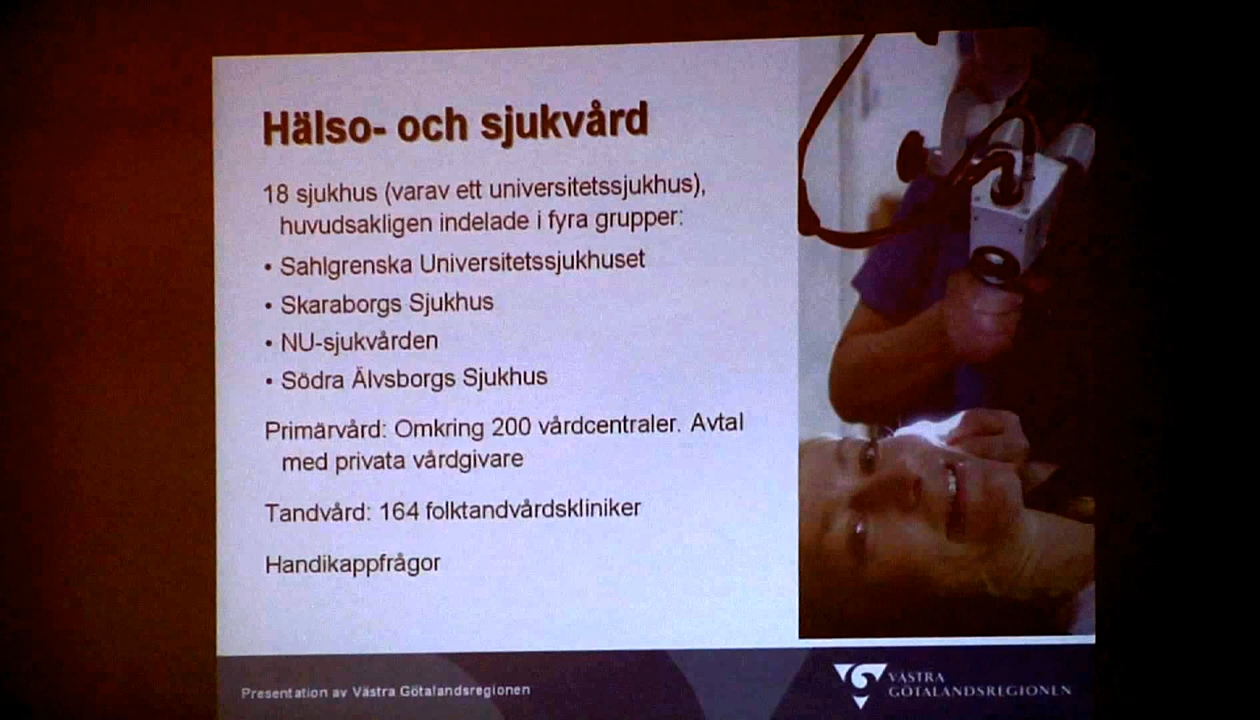 Hälso- och sjukvård
18 sjukhus (varav ett universitetssjukhus),
huvudsakligen indelade i fyra grupper:
• Sahlgrenska Universitetssjukhuset
• Skaraborgs Sjukhus
• NU-sjukvården
• Södra Älvsborgs Sjukhus
Primärvård: Omkring 200 vårdcentraler. Avtal
med privata vårdgivare
Tandvård: 164 folktandvårdskliniker
Handikappfrågor
Presentation av Västra Götalandsregionen
VÄSTRA
GÖTALANDSREGIONEN